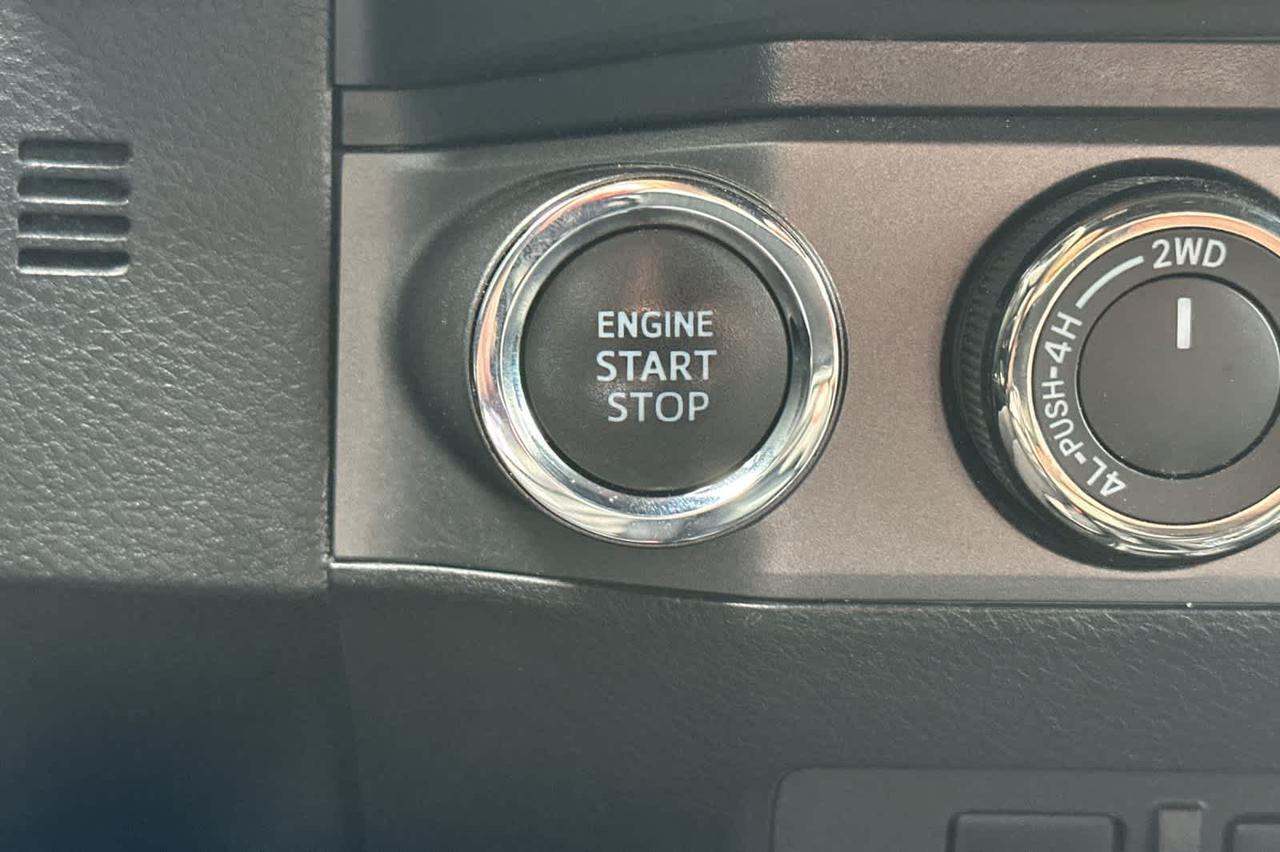 ENGINE
START
STOP
2WD
4L-PUSH-4H